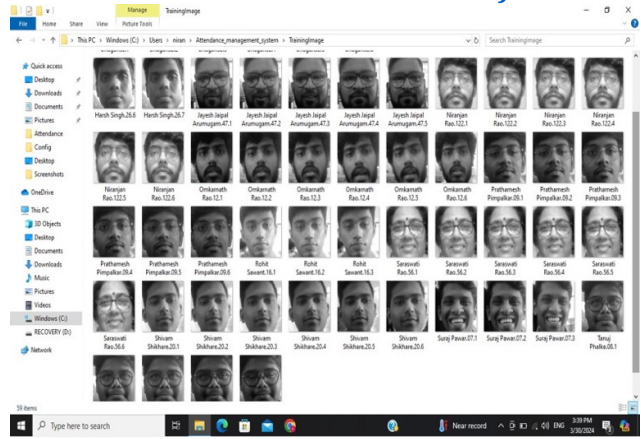 Manage
TrainingImage
File
Home
Share
View
Picture Tools
This PC > Windows (C:) > Users > niran > Attendance_management_system > TrainingImage
Search TrainingImage
Quick access
Desktop
Downloads
Documents
Pictures
Attendance
Config
Desktop
Screenshots
OneDrive
This PC
3D Objects
Desktop
Documents
Downloads
Music
Pictures
Videos
Windows (C:)
RECOVERY (D:)
Network
Harsh Singh.26.6
Harsh Singh.26.7
Jayesh Jaipal Arumugam.47.1
Jayesh Jaipal Arumugam.47.2
Jayesh Jaipal Arumugam.47.3
Jayesh Jaipal Arumugam.47.4
Jayesh Jaipal Arumugam.47.5
Niranjan Rao.122.1
Niranjan Rao.122.2
Niranjan Rao.122.3
Niranjan Rao.122.4
Niranjan Rao.122.5
Niranjan Rao.122.6
Omkarnath Rao.12.1
Omkarnath Rao.12.2
Omkarnath Rao.12.3
Omkarnath Rao.12.4
Omkarnath Rao.12.5
Omkarnath Rao.12.6
Prathamesh Pimpalkar.09.1
Prathamesh Pimpalkar.09.2
Prathamesh Pimpalkar.09.3
Prathamesh Pimpalkar.09.4
Prathamesh Pimpalkar.09.5
Prathamesh Pimpalkar.09.6
Rohit Sawant.16.1
Rohit Sawant.16.2
Rohit Sawant.16.3
Saraswati Rao.56.1
Saraswati Rao.56.2
Saraswati Rao.56.3
Saraswati Rao.56.4
Saraswati Rao.56.5
Saraswati Rao.56.6
Shivam Shikhare.20.1
Shivam Shikhare.20.2
Shivam Shikhare.20.3
Shivam Shikhare.20.4
Shivam Shikhare.20.5
Shivam Shikhare.20.6
Suraj Pawar.07.1
Suraj Pawar.07.2
Suraj Pawar.07.3
Tanuj Phalke.08.1
59 items
Type here to search
Near record
ENG
3:39 PM
3/30/2024